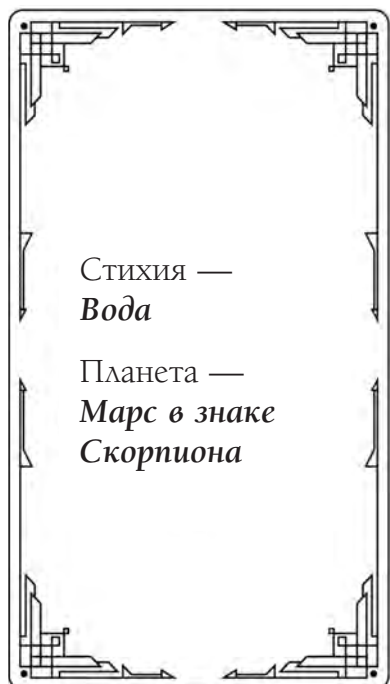 Стихия —
Вода
Планета —
Марс в знаке
Скорпиона